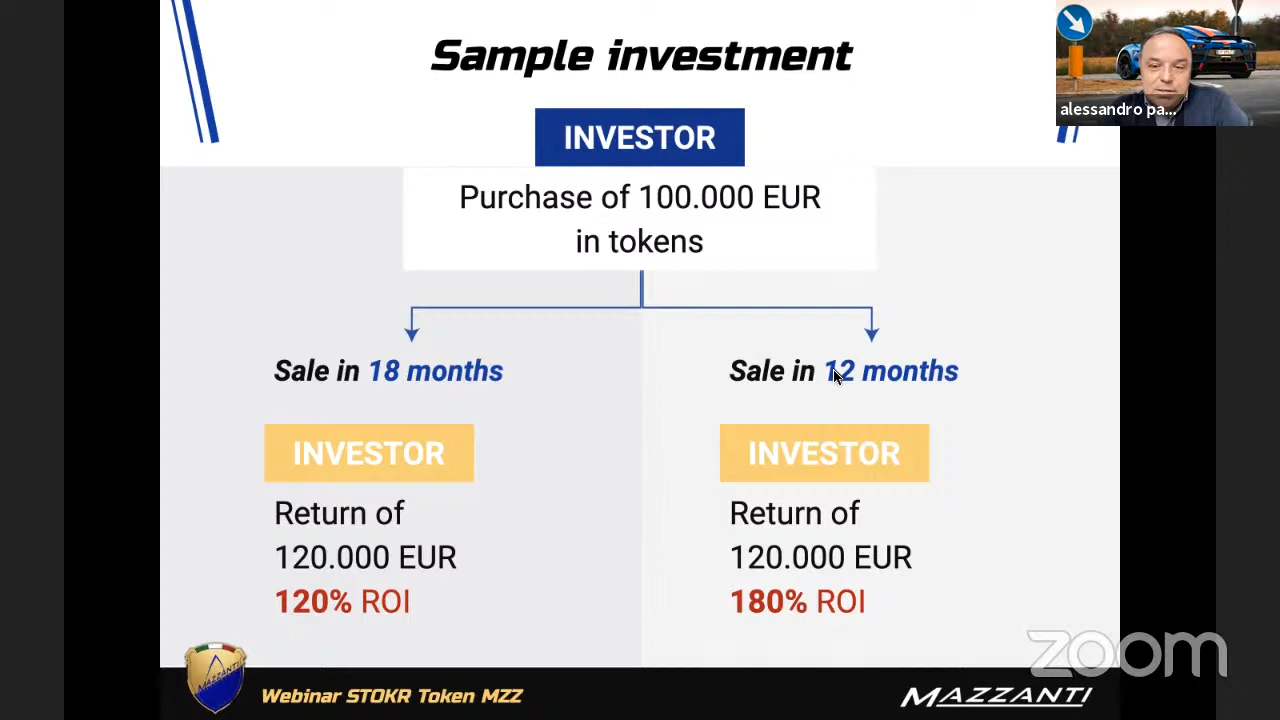 Sample investment
alessandro pa...
INVESTOR
Purchase of 100.000 EUR
in tokens
Sale in 18 months
Sale in 12 months
INVESTOR
INVESTOR
Return of
120.000 EUR
120% ROI
Return of
120.000 EUR
180% ROI
zoom
MAZZANTI
Webinar STOKR Token MZZ
MAZZANTI